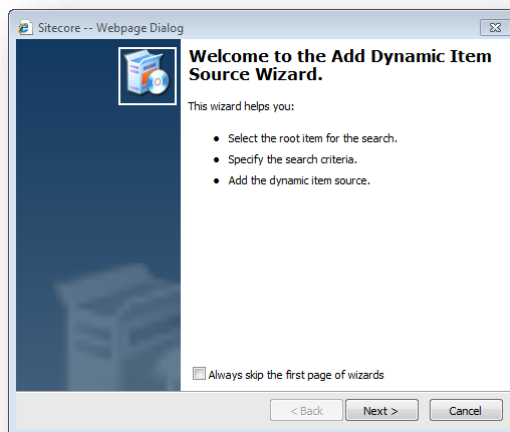 Sitecore -- Webpage Dialog
Welcome to the Add Dynamic Item
Source Wizard.
This wizard helps you:
• Select the root item for the search.
• Specify the search criteria.
• Add the dynamic item source.
Always skip the first page of wizards
< Back Next > Cancel